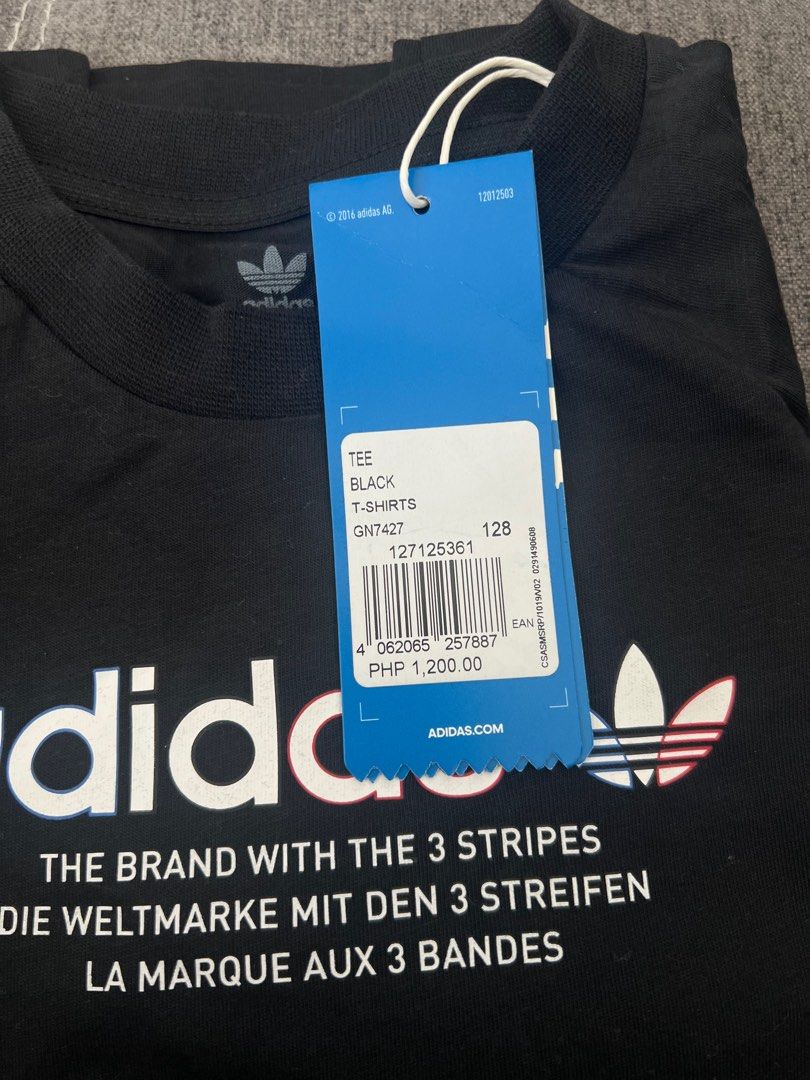 © 2016 adidas AG.
12012503
adidas
TEE
BLACK
T-SHIRTS
GN7427 128
127125361
4 062065 257887
EAN
PHP 1,200.00
CSASMSRP/1019/V02 0291490608
ADIDAS.COM
adidas
THE BRAND WITH THE 3 STRIPES
DIE WELTMARKE MIT DEN 3 STREIFEN
LA MARQUE AUX 3 BANDES